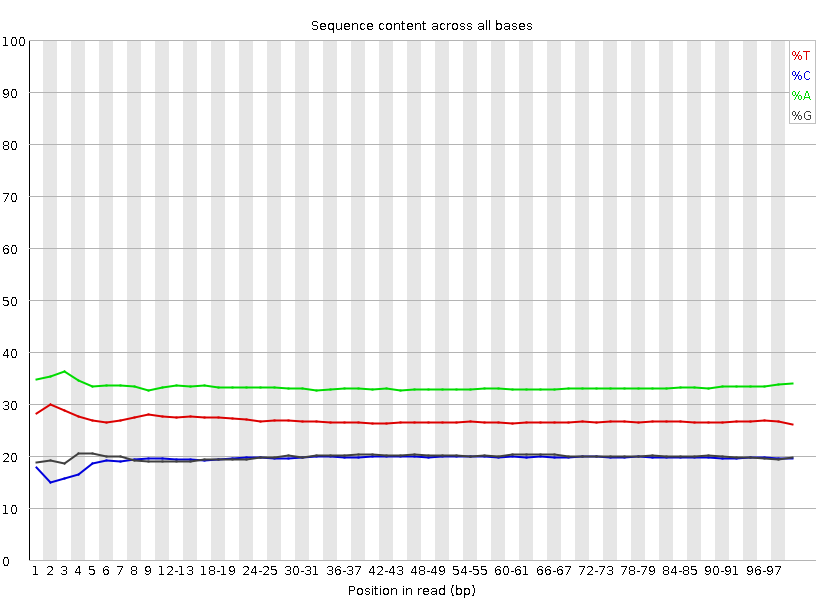 Sequence content across all bases
100
90
80
70
60
50
40
30
20
10
0
%T
%C
%A
%G
1 2 3 4 5 6 7 8 9 12-13 18-19 24-25 30-31 36-37 42-43 48-49 54-55 60-61 66-67 72-73 78-79 84-85 90-91 96-97
Position in read (bp)